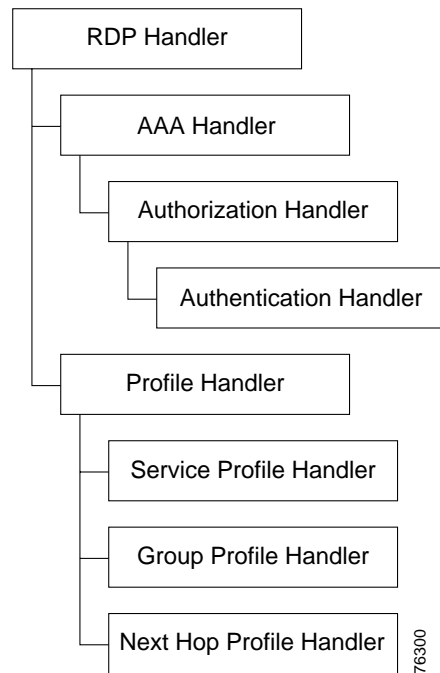 RDP Handler
AAA Handler
Authorization Handler
Authentication Handler
Profile Handler
Service Profile Handler
Group Profile Handler
Next Hop Profile Handler
76300